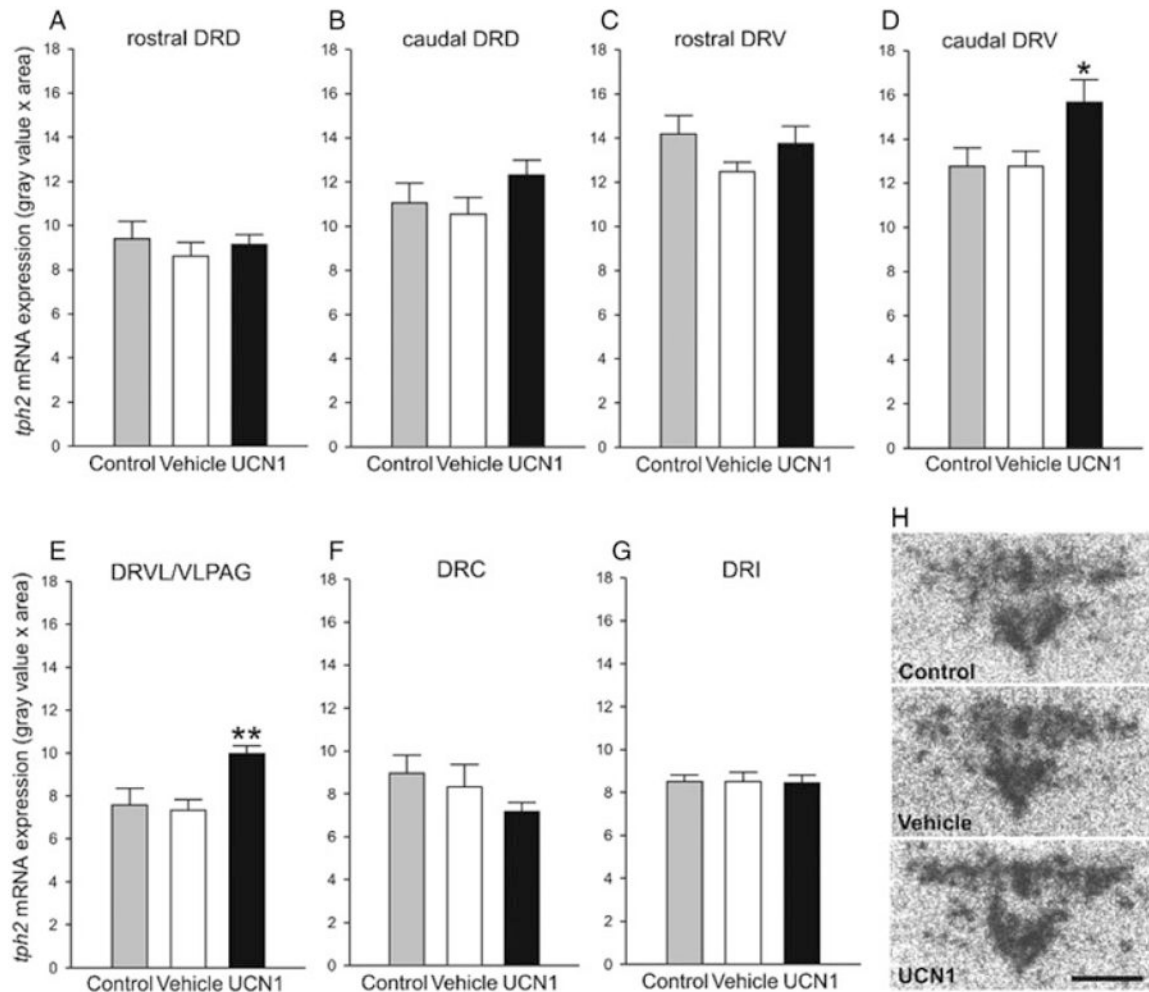 A
rostral DRD
B
caudal DRD
C
rostral DRV
D
caudal DRV
tph2 mRNA expression (gray value x area)
18
16
14
12
10
8
6
4
2
0
Control Vehicle UCN1
18
16
14
12
10
8
6
4
2
0
Control Vehicle UCN1
18
16
14
12
10
8
6
4
2
0
Control Vehicle UCN1
18
16
14
12
10
8
6
4
2
0
*
Control Vehicle UCN1
E
DRVL/VLPAG
F
DRC
G
DRI
H
tph2 mRNA expression (gray value x area)
18
16
14
12
10
8
6
4
2
0
**
Control Vehicle UCN1
18
16
14
12
10
8
6
4
2
0
Control Vehicle UCN1
18
16
14
12
10
8
6
4
2
0
Control Vehicle UCN1
Control
Vehicle
UCN1